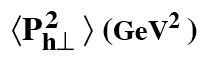 ⟨P²ₕ⊥ ⟩ (GeV² )